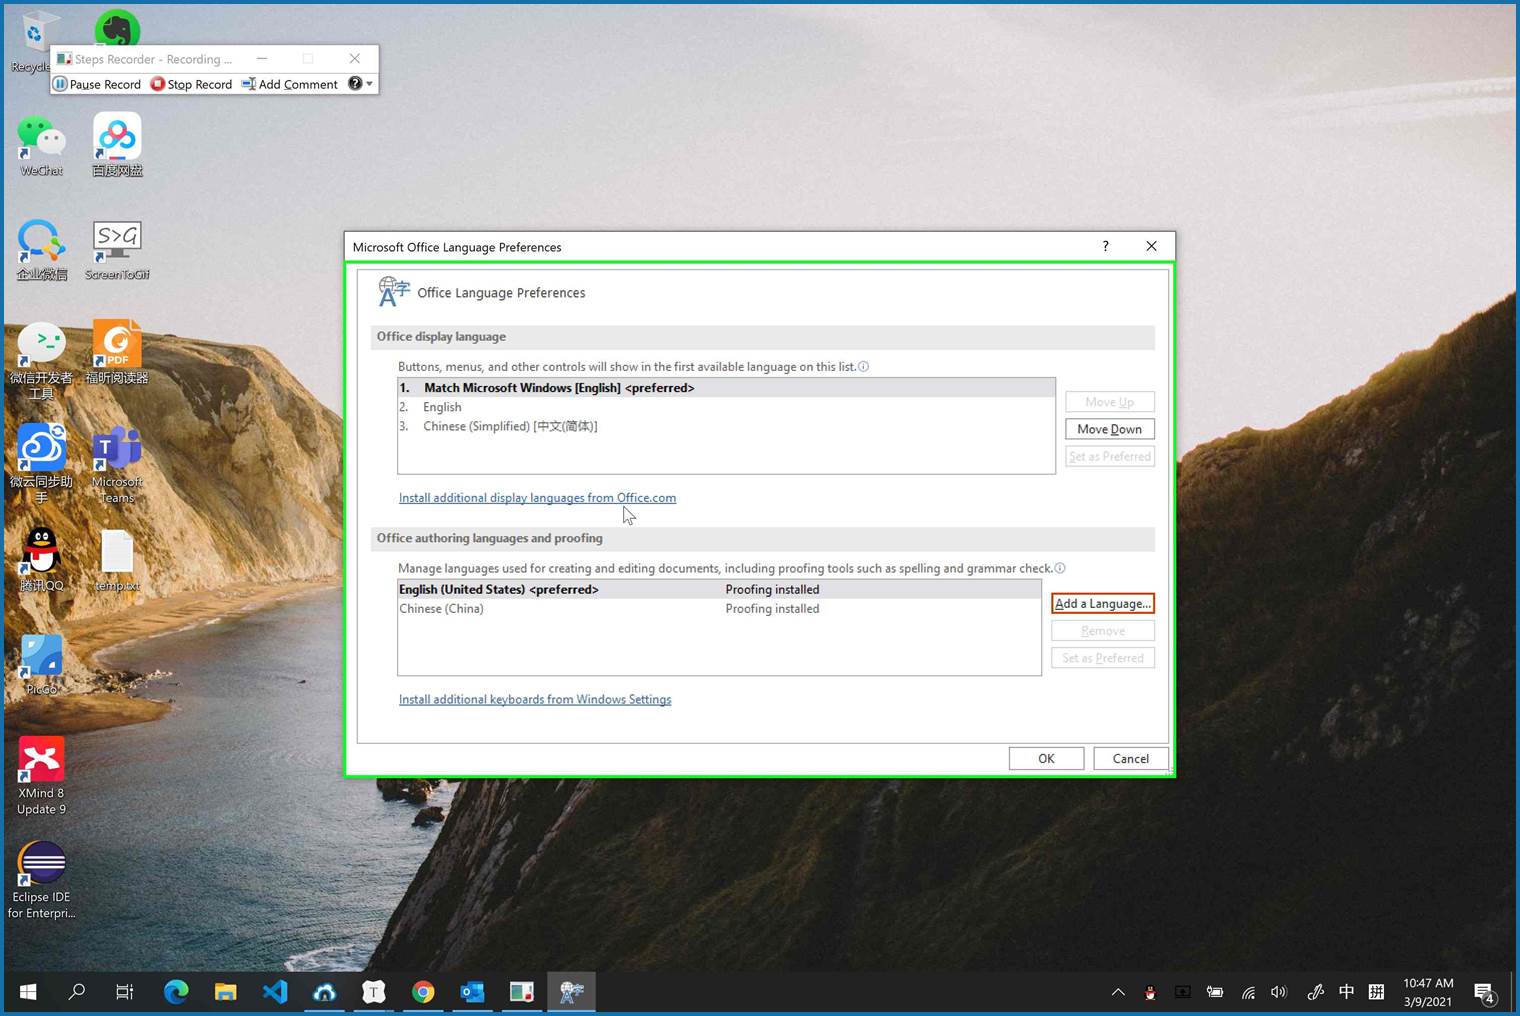 Recycle
Steps Recorder - Recording ...
Pause Record
Stop Record
Add Comment
?
WeChat
百度网盘
S>G
企业微信
ScreenToGif
>-:
PDF
微信开发者
工具
福昕阅读器
T
微云同步助
手
Microsoft
Teams
腾讯QQ
temp.txt
PicGo
XMind 8
Update 9
Eclipse IDE
for Enterpri...
Microsoft Office Language Preferences
?
A字
Office Language Preferences
Office display language
Buttons, menus, and other controls will show in the first available language on this list.
1. Match Microsoft Windows [English] <preferred>
2. English
3. Chinese (Simplified) [中文(简体)]
Move Up
Move Down
Set as Preferred
Install additional display languages from Office.com
Office authoring languages and proofing
Manage languages used for creating and editing documents, including proofing tools such as spelling and grammar check.
English (United States) <preferred> Proofing installed
Chinese (China) Proofing installed
Add a Language...
Remove
Set as Preferred
Install additional keyboards from Windows Settings
OK
Cancel
T
中
拼
10:47 AM
3/9/2021
4